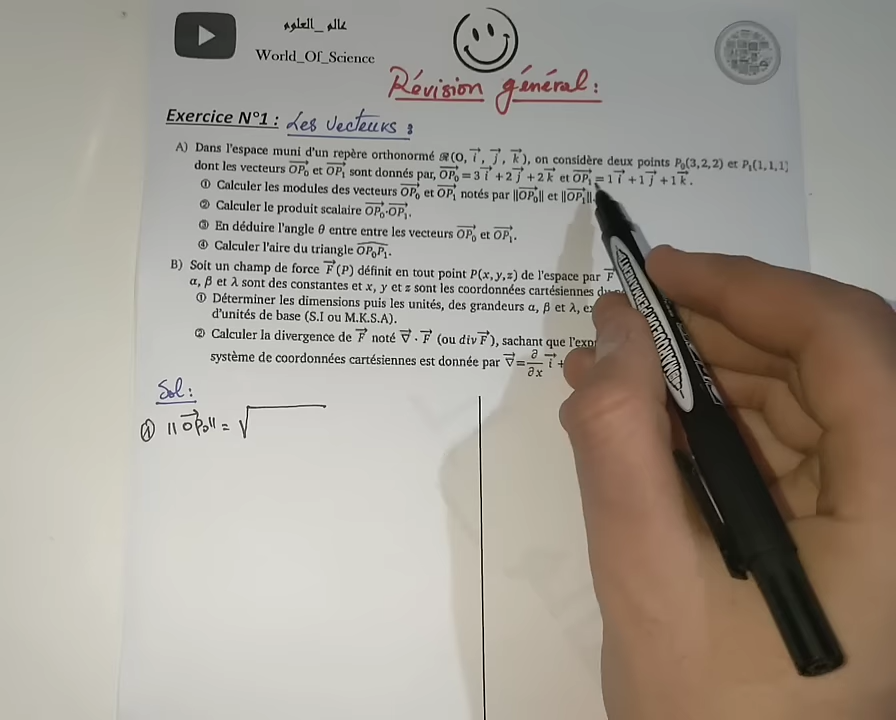 عالم_العلوم
World_Of_Science
Révision général :
Exercice N°1 : Les vecteurs :
A) Dans l'espace muni d'un repère orthonormé ℛ(O, i⃗, j⃗, k⃗), on considère deux points P₀(3,2,2) et P₁(1,1,1)
dont les vecteurs OP₀⃗ et OP₁⃗ sont donnés par, OP₀⃗ = 3 i⃗ + 2 j⃗ + 2 k⃗ et OP₁⃗ = 1 i⃗ + 1 j⃗ + 1 k⃗.
① Calculer les modules des vecteurs OP₀⃗ et OP₁⃗ notés par ||OP₀⃗|| et ||OP₁⃗||.
② Calculer le produit scalaire OP₀⃗·OP₁⃗.
③ En déduire l'angle θ entre entre les vecteurs OP₀⃗ et OP₁⃗.
④ Calculer l'aire du triangle OP₀P₁.
B) Soit un champ de force F⃗(P) définit en tout point P(x, y, z) de l'espace par F⃗
α, β et λ sont des constantes et x, y et z sont les coordonnées cartésiennes du
① Déterminer les dimensions puis les unités, des grandeurs α, β et λ,
d'unités de base (S.I ou M.K.S.A).
② Calculer la divergence de F⃗ noté ∇⃗ · F⃗ (ou div F⃗), sachant que
système de coordonnées cartésiennes est donnée par ∇⃗ = ∂/∂x i⃗ +
Sol :
① ||OP₀⃗|| = √